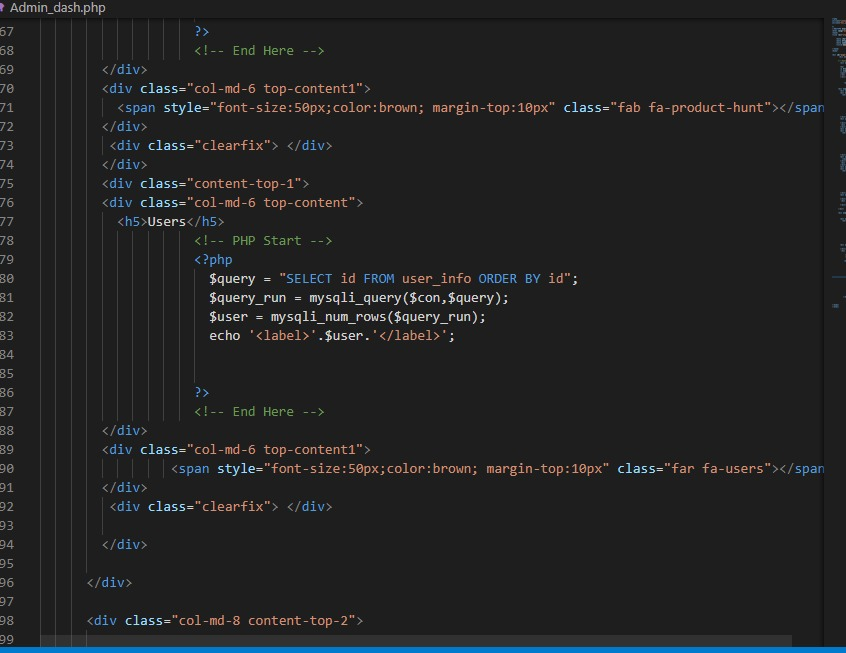 Admin_dash.php
67 ?>
68 <!-- End Here -->
69 </div>
70 <div class="col-md-6 top-content1">
71 <span style="font-size:50px;color:brown; margin-top:10px" class="fab fa-product-hunt"></span
72 </div>
73 <div class="clearfix"> </div>
74 </div>
75 <div class="content-top-1">
76 <div class="col-md-6 top-content">
77 <h5>Users</h5>
78 <!-- PHP Start -->
79 <?php
80 $query = "SELECT id FROM user_info ORDER BY id";
81 $query_run = mysqli_query($con,$query);
82 $user = mysqli_num_rows($query_run);
83 echo '<label>'.$user.'</label>';
84
85
86 ?>
87 <!-- End Here -->
88 </div>
89 <div class="col-md-6 top-content1">
90 <span style="font-size:50px;color:brown; margin-top:10px" class="far fa-users"></span
91 </div>
92 <div class="clearfix"> </div>
93
94 </div>
95
96 </div>
97
98 <div class="col-md-8 content-top-2">
99